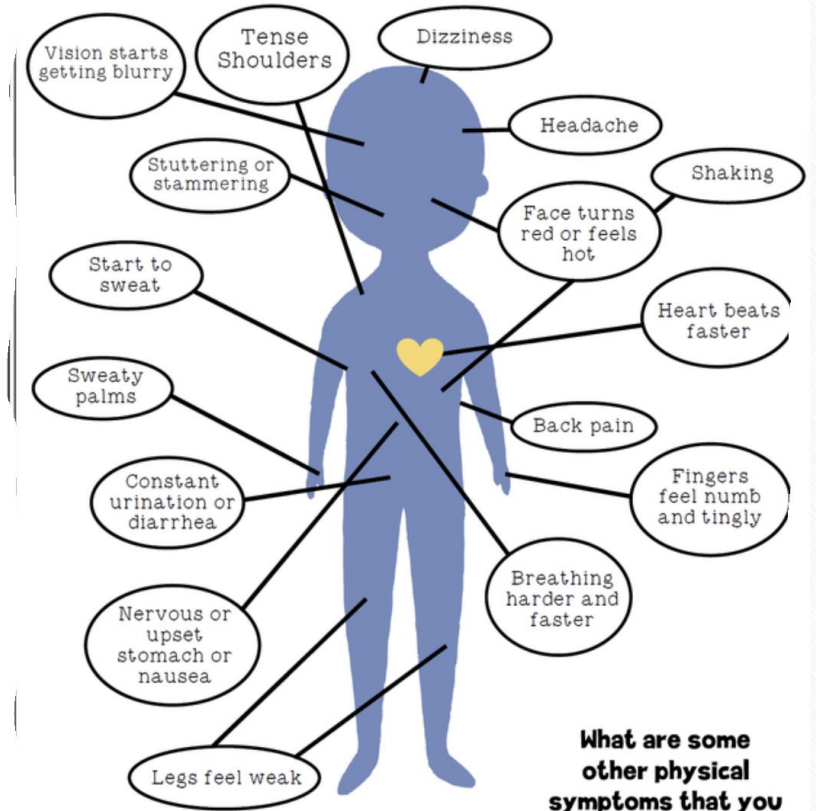 Vision starts
getting blurry
Tense
Shoulders
Dizziness
Headache
Stuttering or
stammering
Shaking
Face turns
red or feels
hot
Start to
sweat
Heart beats
faster
Sweaty
palms
Back pain
Constant
urination or
diarrhea
Fingers
feel numb
and tingly
Breathing
harder and
faster
Nervous or
upset
stomach or
nausea
Legs feel weak
What are some
other physical
symptoms that you